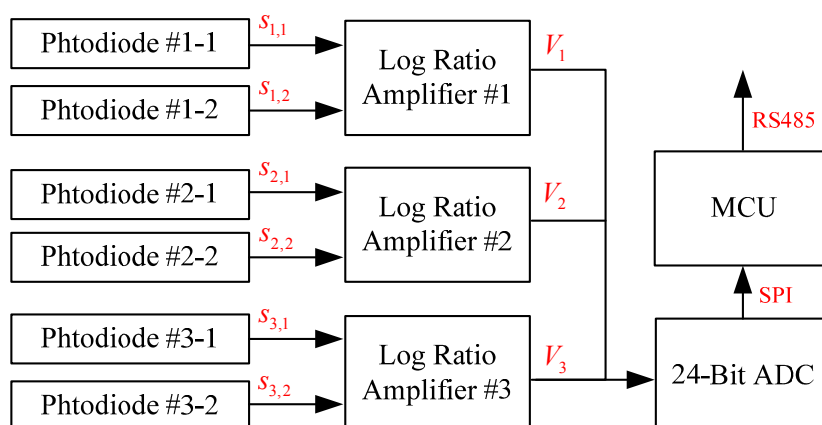 Phtodiode #1-1
s1,1
Phtodiode #1-2
s1,2
Log Ratio
Amplifier #1
V1
Phtodiode #2-1
s2,1
Phtodiode #2-2
s2,2
Log Ratio
Amplifier #2
V2
Phtodiode #3-1
s3,1
Phtodiode #3-2
s3,2
Log Ratio
Amplifier #3
V3
RS485
MCU
SPI
24-Bit ADC